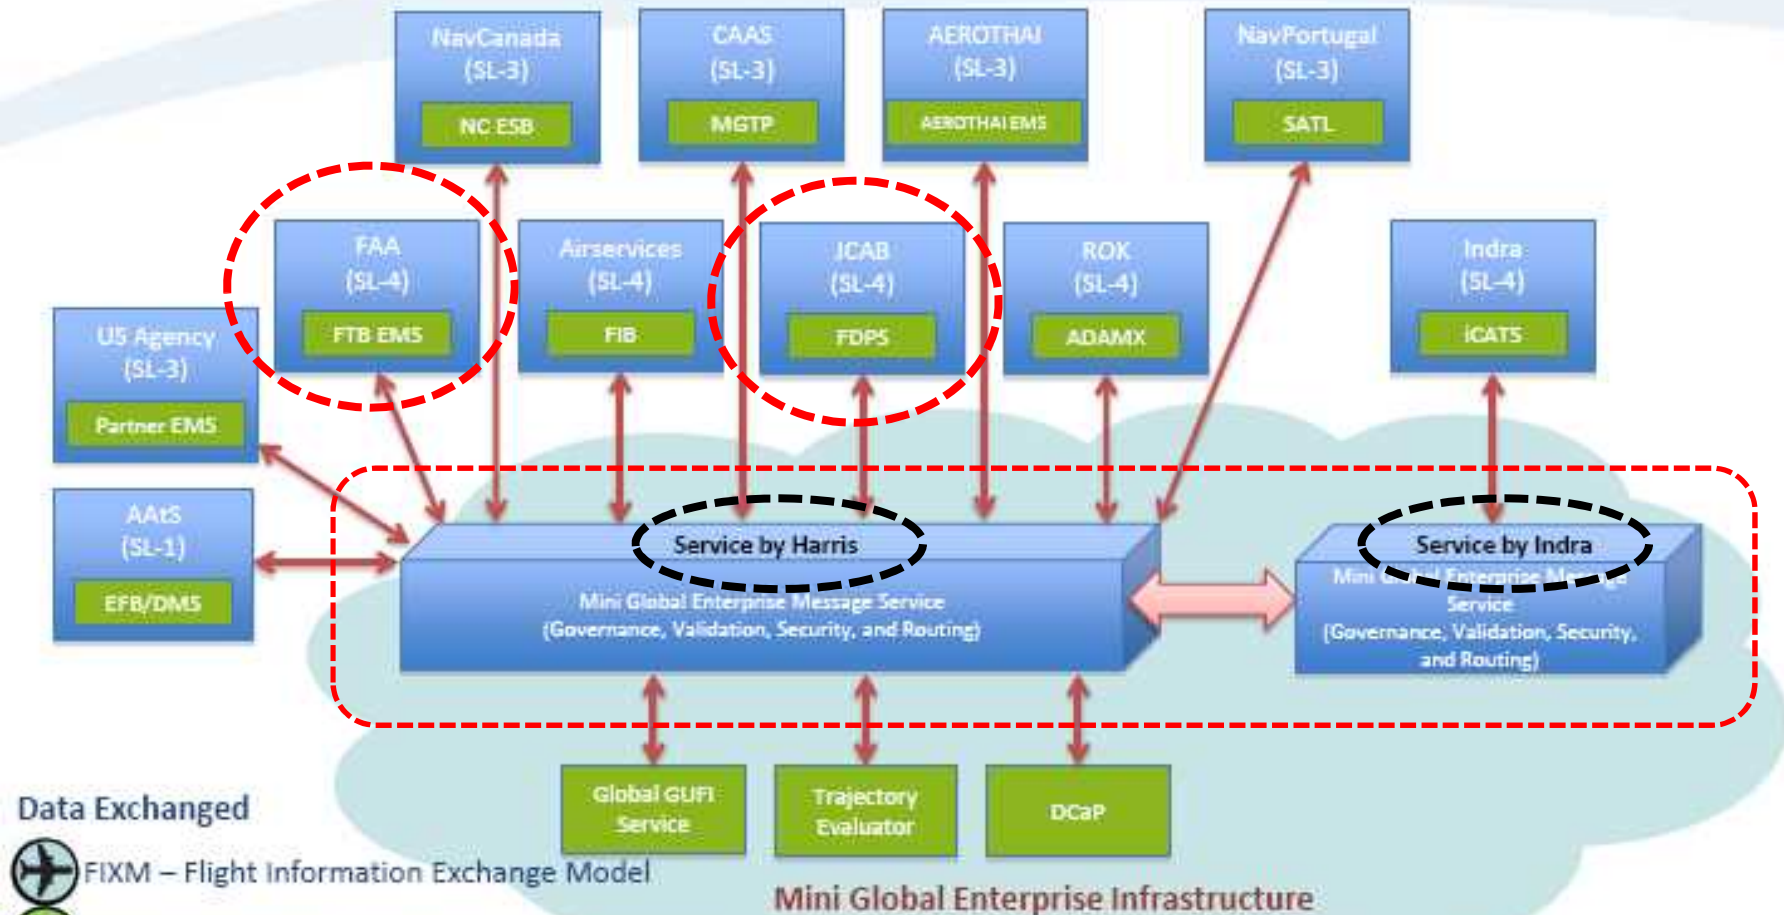 NavCanada
(SL-3)
NC ESB
CAAS
(SL-3)
MGTP
AEROTHAI
(SL-3)
AEROTHAI EMS
NavPortugal
(SL-3)
SATL
FAA
(SL-4)
FTB EMS
Airservices
(SL-4)
FIB
JCAB
(SL-4)
FDPS
ROK
(SL-4)
ADAMX
Indra
(SL-4)
iCATS
US Agency
(SL-3)
Partner EMS
AAtS
(SL-1)
EFB/DMS
Service by Harris
Mini Global Enterprise Message Service
(Governance, Validation, Security, and Routing)
Service by Indra
Mini Global Enterprise Message
Service
(Governance, Validation, Security,
and Routing)
Global GUFI
Service
Trajectory
Evaluator
DCaP
Data Exchanged
FIXM – Flight Information Exchange Model
Mini Global Enterprise Infrastructure